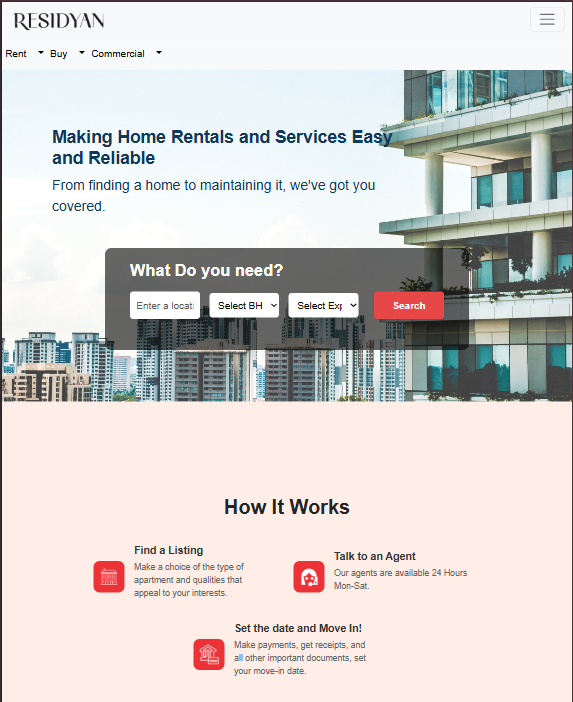 RESIDYAN
Rent Buy Commercial
Making Home Rentals and Services Easy
and Reliable
From finding a home to maintaining it, we've got you
covered.
What Do you need?
Enter a locati Select BH Select Exp Search
How It Works
Find a Listing
Make a choice of the type of
apartment and qualities that
appeal to your interests.
Talk to an Agent
Our agents are available 24 Hours
Mon-Sat.
Set the date and Move In!
Make payments, get receipts, and
all other important documents, set
your move-in date.